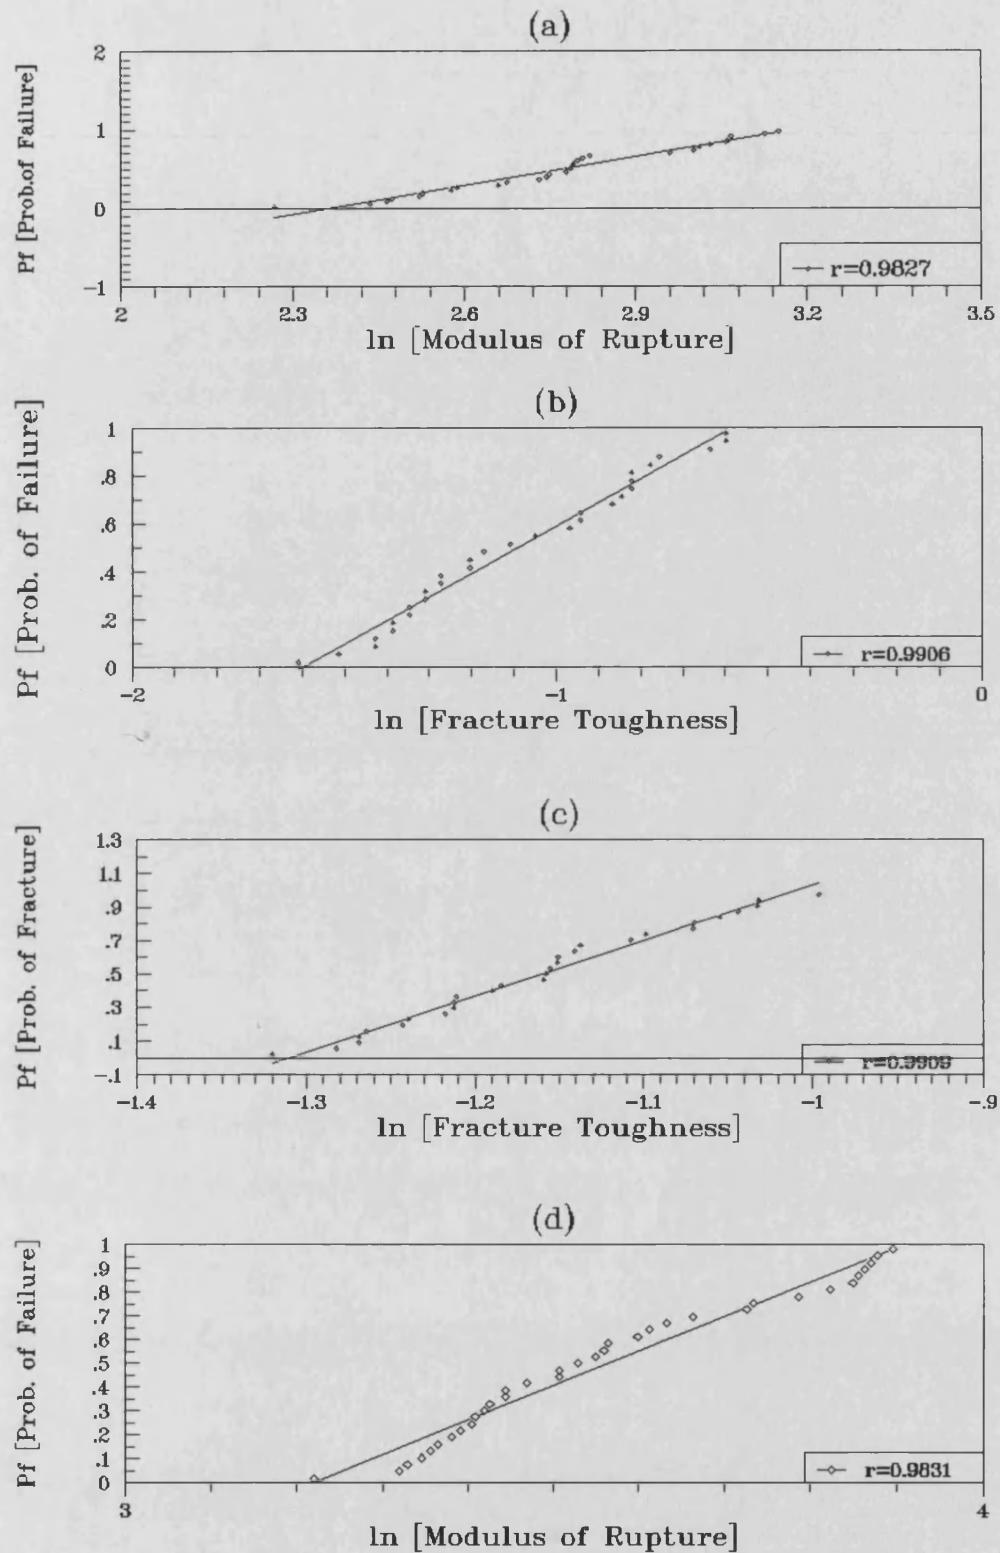 (a)
Pf [Prob.of Failure]
2
1
0
−1
r=0.9827
2 2.3 2.6 2.9 3.2 3.5
ln [Modulus of Rupture]
(b)
Pf [Prob. of Failure]
1
.8
.6
.4
.2
0
r=0.9906
−2 −1 0
ln [Fracture Toughness]
(c)
Pf [Prob. of Fracture]
1.3
1.1
.9
.7
.5
.3
.1
−.1
r=0.9909
−1.4 −1.3 −1.2 −1.1 −1 −.9
ln [Fracture Toughness]
(d)
Pf [Prob. of Failure]
1
.9
.8
.7
.6
.5
.4
.3
.2
.1
0
r=0.9831
3 4
ln [Modulus of Rupture]